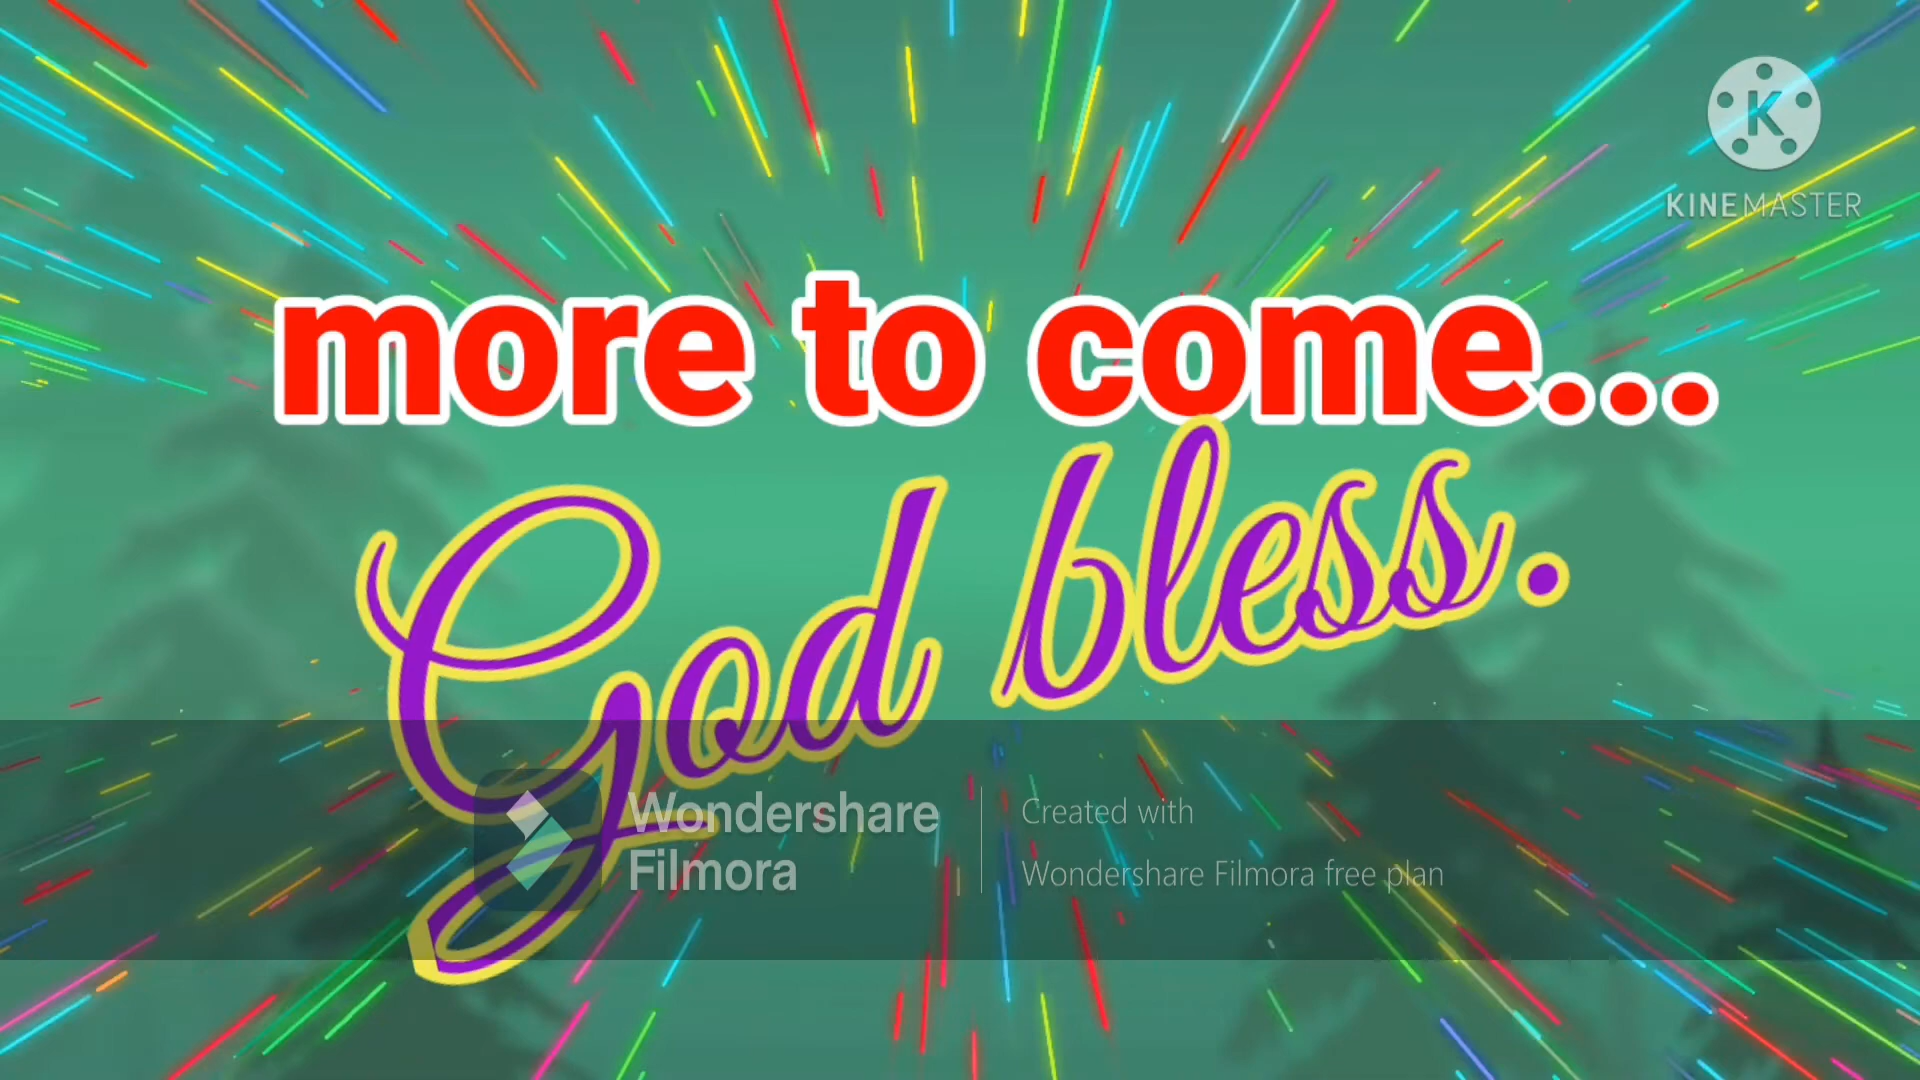 K
KINEMASTER
more to come...
God bless.
Wondershare
Filmora
Created with
Wondershare Filmora free plan